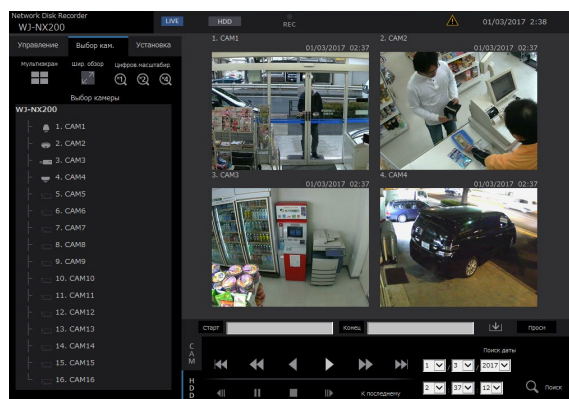 Network Disk Recorder
WJ-NX200
LIVE
HDD
REC
01/03/2017 2:38
Управление
Выбор кам.
Установка
Мультиэкран
Шир. обзор
Цифров.масштабир.
Выбор камеры
WJ-NX200
1. CAM1
2. CAM2
3. CAM3
4. CAM4
5. CAM5
6. CAM6
7. CAM7
8. CAM8
9. CAM9
10. CAM10
11. CAM11
12. CAM12
13. CAM13
14. CAM14
15. CAM15
16. CAM16
1. CAM1
01/03/2017 02:37
2. CAM2
01/03/2017 02:37
3. CAM3
01/03/2017 02:37
4. CAM4
01/03/2017 02:37
Старт
Конец
Просн
CAM
HDD
К последнему
Поиск даты
1 / 3 / 2017
2 : 37 : 12
Поиск